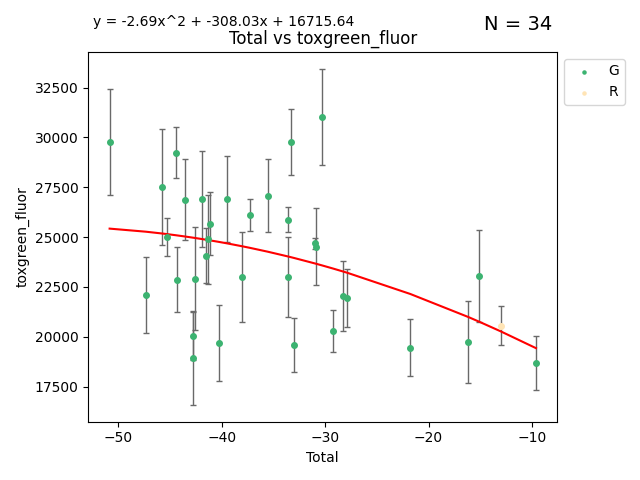 y = -2.69x^2 + -308.03x + 16715.64
N = 34
Total vs toxgreen_fluor
G
R
32500
30000
27500
25000
22500
20000
17500
toxgreen_fluor
−50
−40
−30
−20
−10
Total